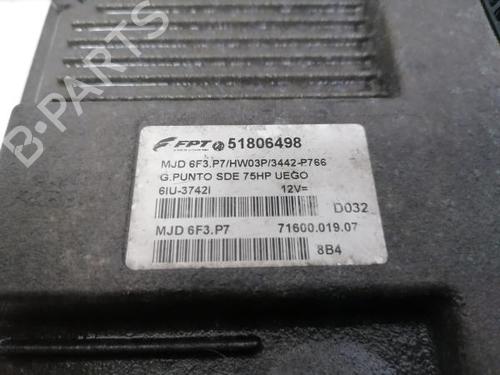 B-PARTS
FPT 51806498
MJD 6F3.P7/HW03P/3442-P766
G.PUNTO SDE 75HP UEGO
6IU-3742I 12V=
D032
MJD 6F3.P7 71600.019.07
8B4